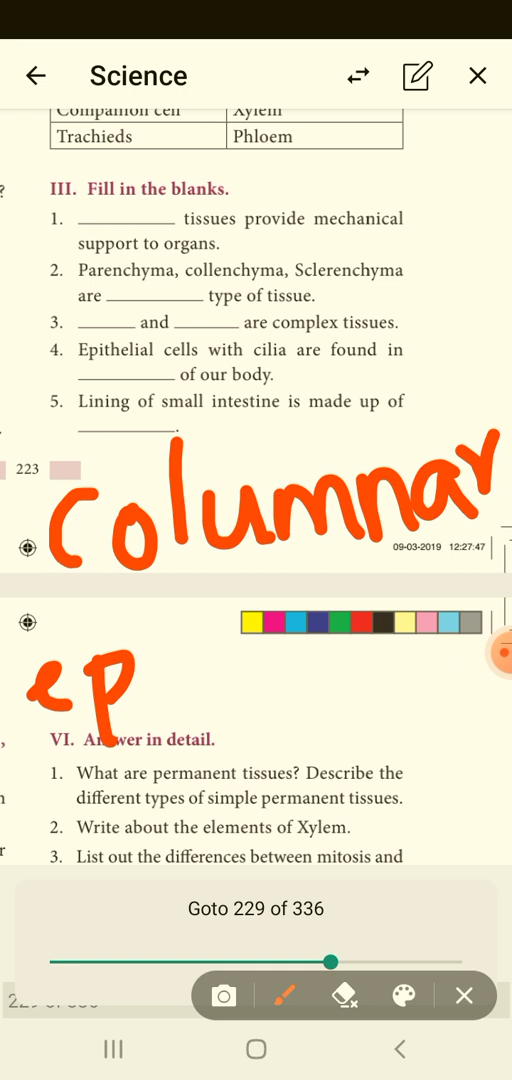 Science
Companion cell Xylem
Trachieds Phloem
?
III. Fill in the blanks.
1. __________ tissues provide mechanical
support to organs.
2. Parenchyma, collenchyma, Sclerenchyma
are __________ type of tissue.
3. ______ and _______ are complex tissues.
4. Epithelial cells with cilia are found in
__________ of our body.
5. Lining of small intestine is made up of
__________.
223
Columnar
09-03-2019 12:27:47
ep
VI. Answer in detail.
1. What are permanent tissues? Describe the
different types of simple permanent tissues.
2. Write about the elements of Xylem.
r
3. List out the differences between mitosis and
Goto 229 of 336
229 of 336